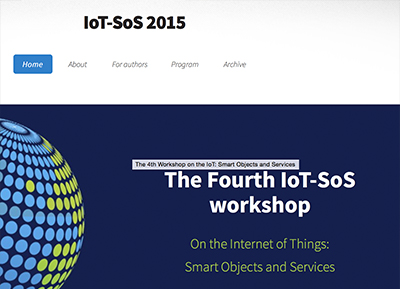 IoT-SoS 2015
Home About For authors Program Archive
The 4th Workshop on the IoT: Smart Objects and Services
The Fourth IoT-SoS
workshop
On the Internet of Things:
Smart Objects and Services